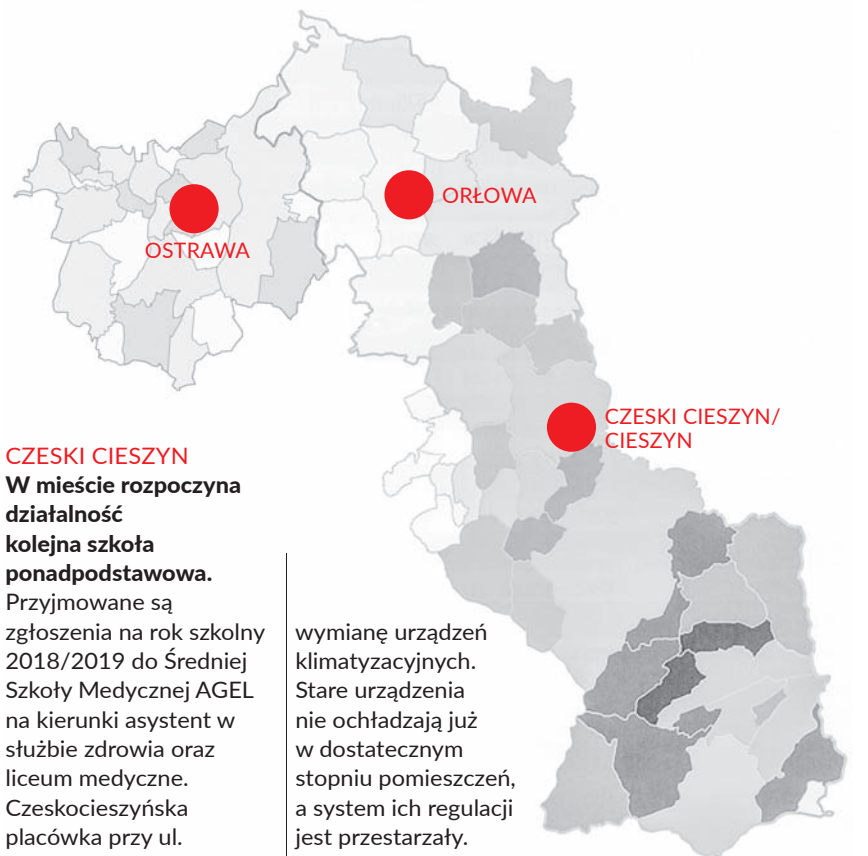 ORŁOWA
OSTRAWA
CZESKI CIESZYN/
CIESZYN
CZESKI CIESZYN
W mieście rozpoczyna
działalność
kolejna szkoła
ponadpodstawowa.
Przyjmowane są
zgłoszenia na rok szkolny
2018/2019 do Średniej
Szkoły Medycznej AGEL
na kierunki asystent w
służbie zdrowia oraz
liceum medyczne.
Czeskocieszyńska
placówka przy ul.
wymianę urządzeń
klimatyzacyjnych.
Stare urządzenia
nie ochładzają już
w dostatecznym
stopniu pomieszczeń,
a system ich regulacji
jest przestarzały.